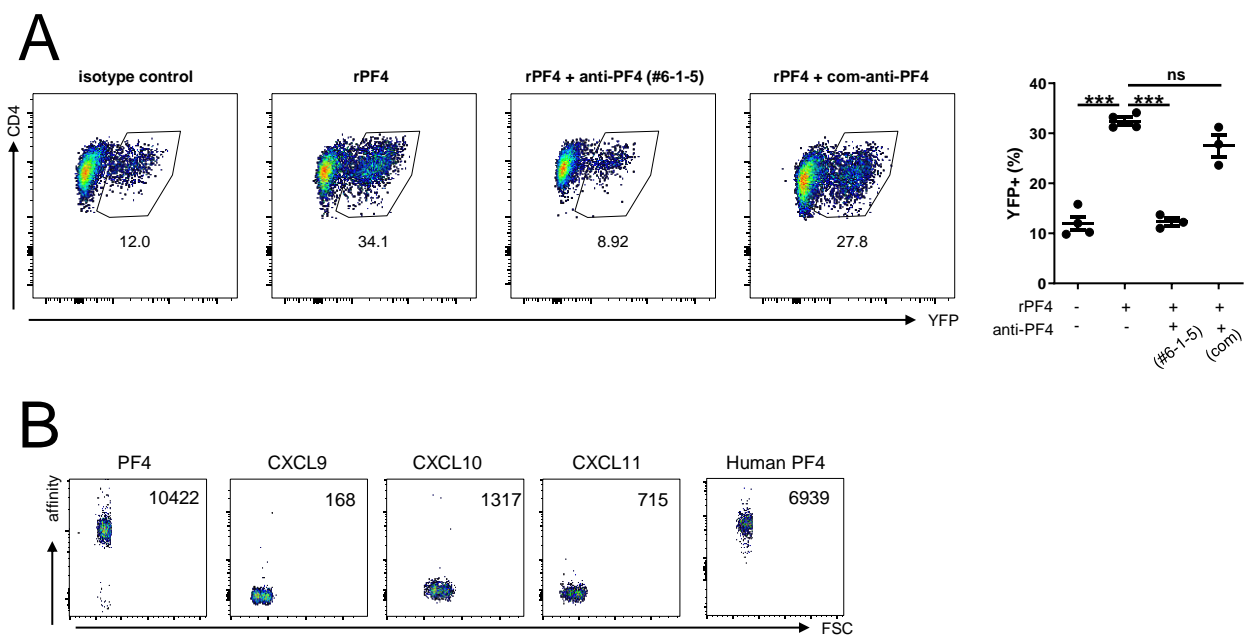 A
isotype control
rPF4
rPF4 + anti-PF4 (#6-1-5)
rPF4 + com-anti-PF4
CD4
12.0
34.1
8.92
27.8
YFP
ns
*** ***
YFP+ (%)
40
30
20
10
0
rPF4 - + + +
anti-PF4 - - + +
(#6-1-5) (com)
B
PF4
CXCL9
CXCL10
CXCL11
Human PF4
affinity
10422
168
1317
715
6939
FSC